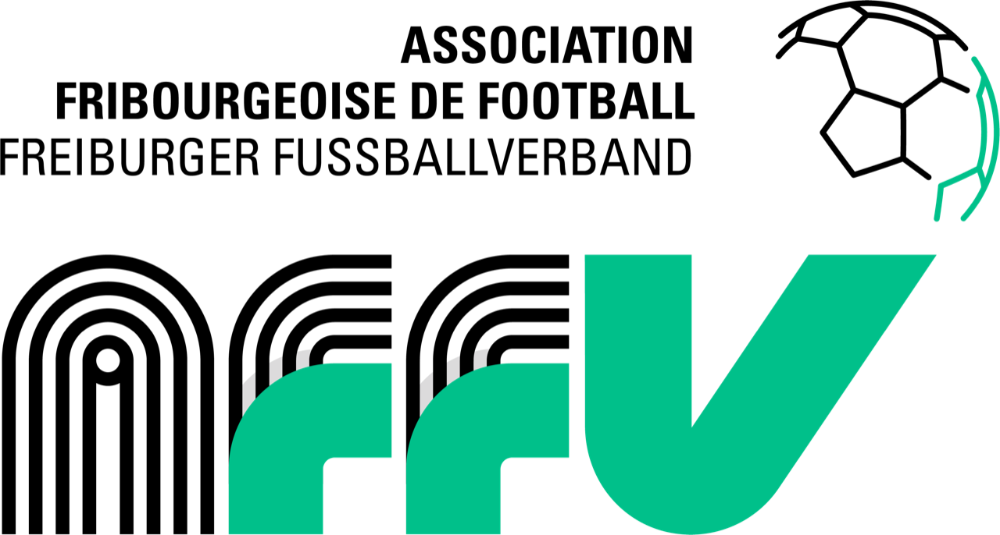 ASSOCIATION
FRIBOURGEOISE DE FOOTBALL
FREIBURGER FUSSBALLVERBAND
AFFV